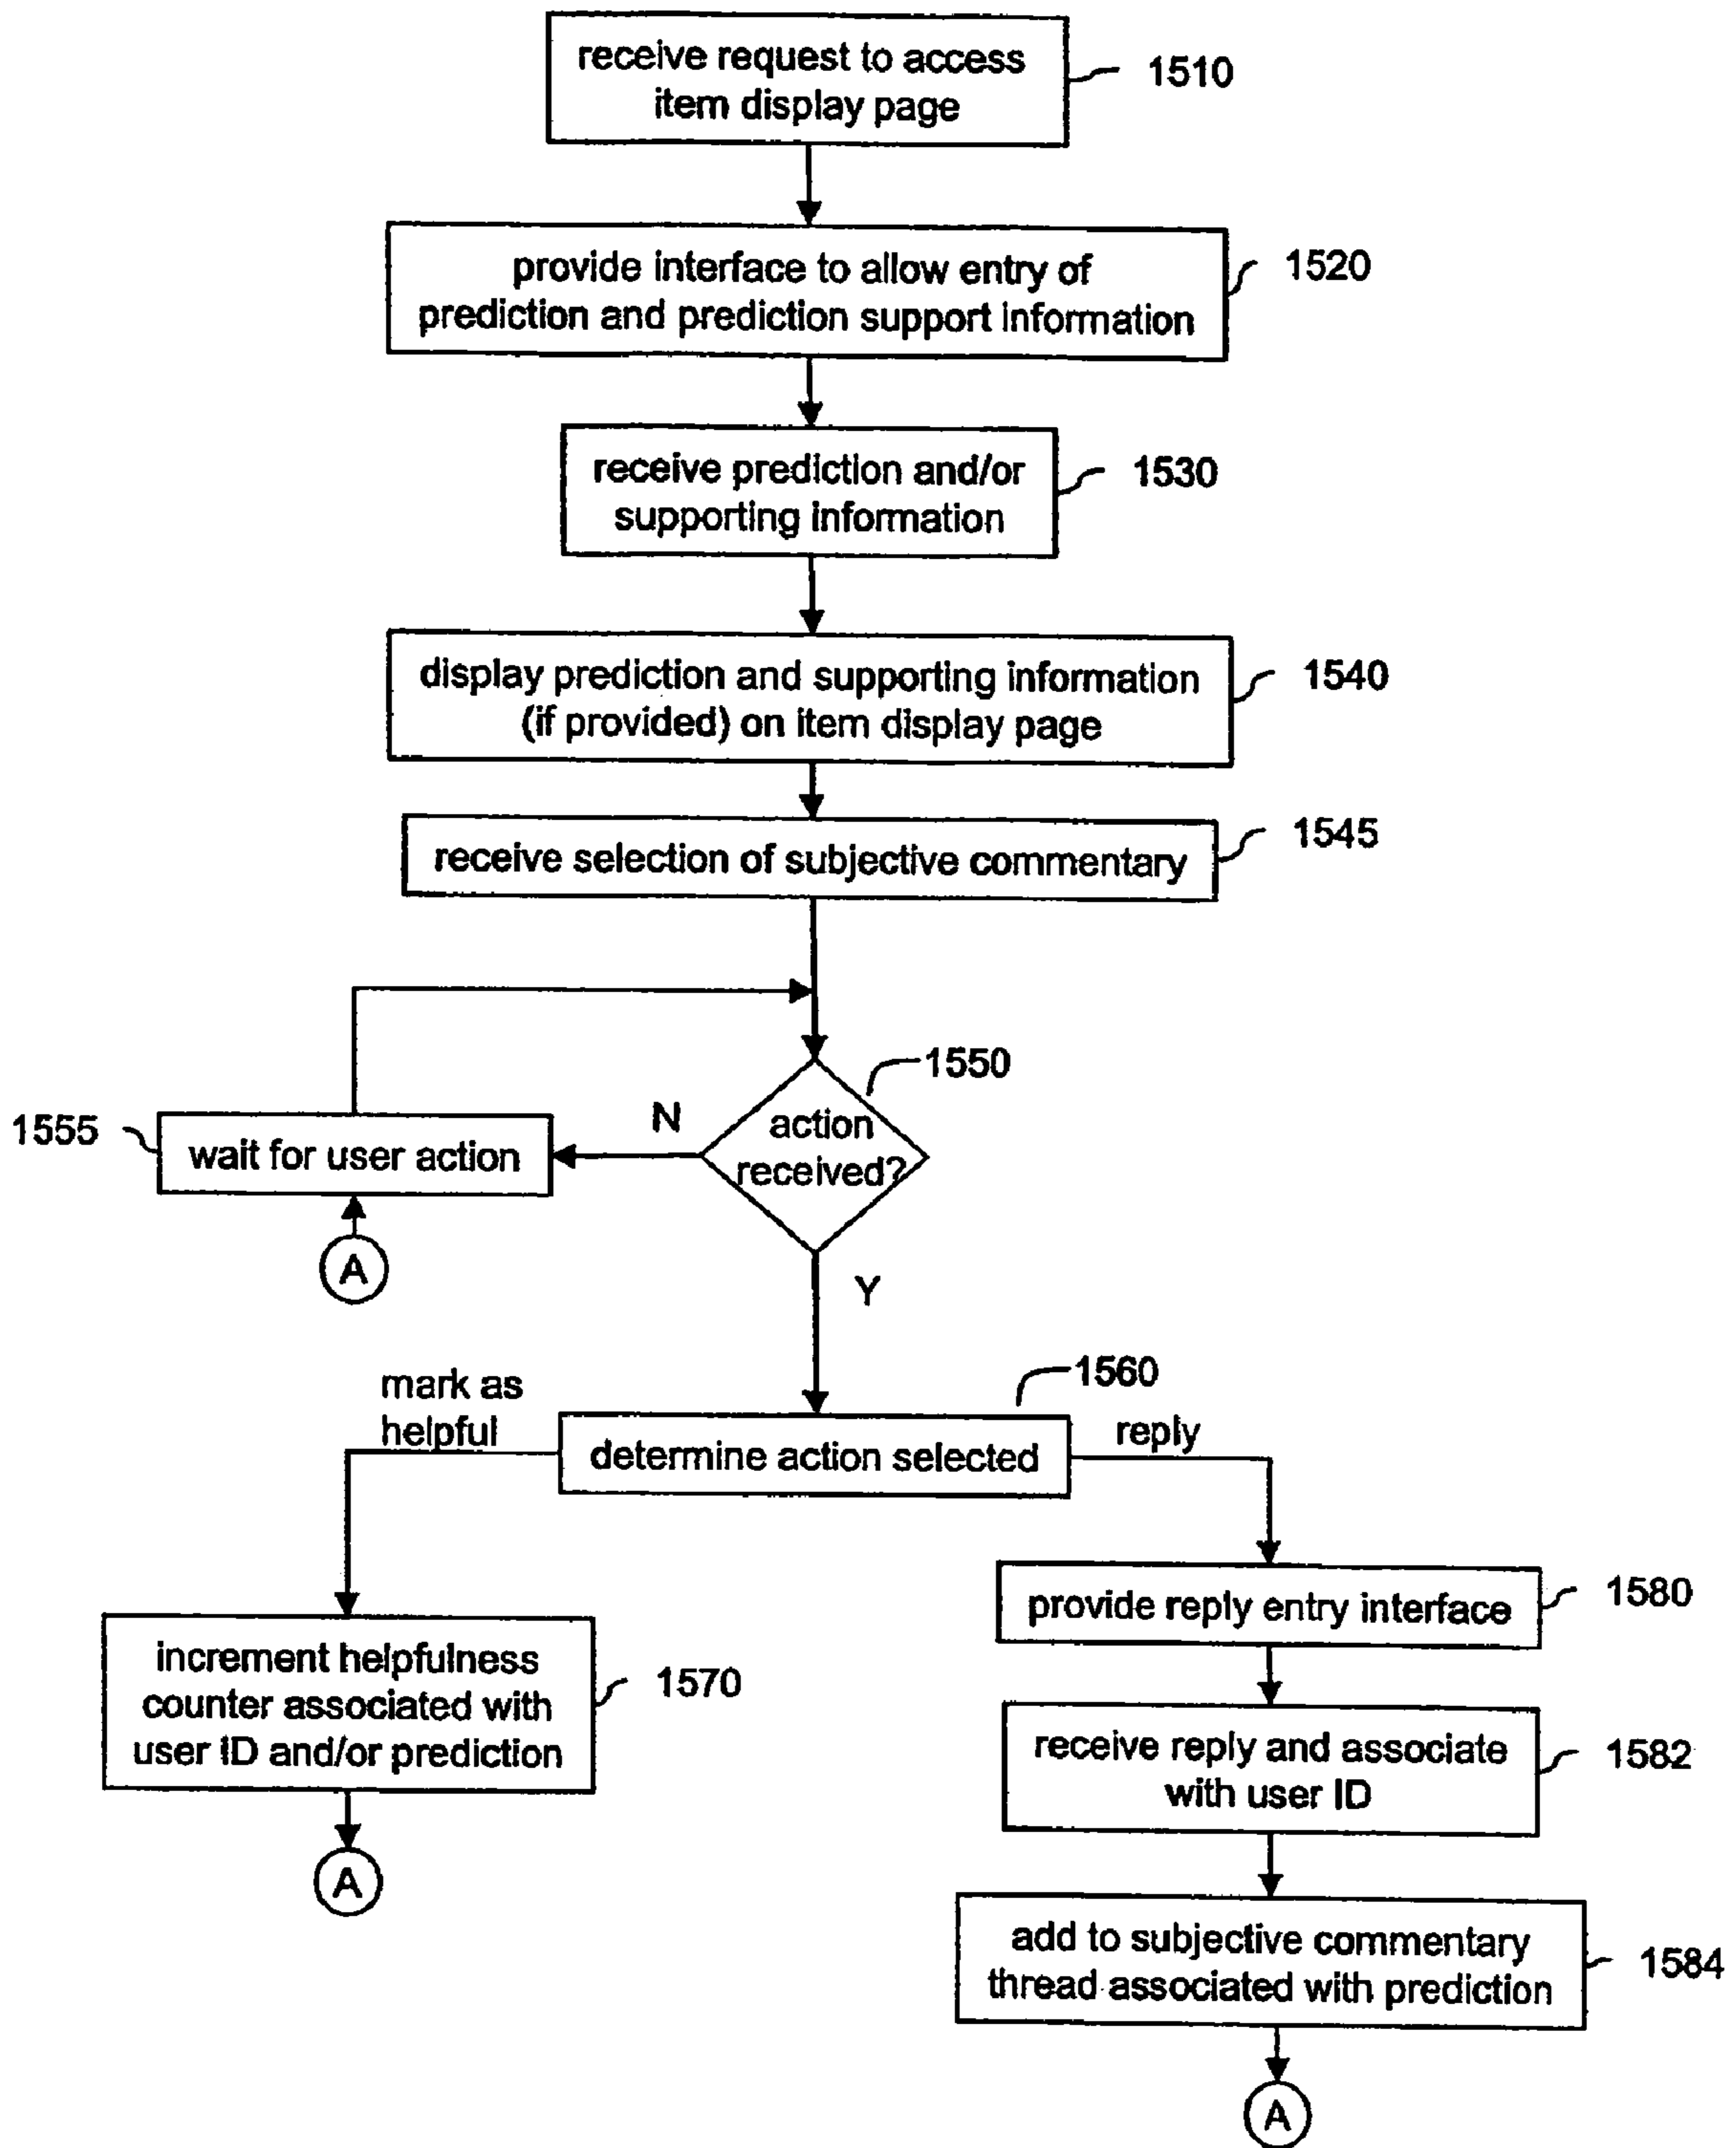 receive request to access
item display page
1510
provide interface to allow entry of
prediction and prediction support information
1520
receive prediction and/or
supporting information
1530
display prediction and supporting information
(if provided) on item display page
1540
receive selection of subjective commentary
1545
1550
action
received?
N
1555
wait for user action
A
Y
1560
mark as
helpful
determine action selected
reply
provide reply entry interface
1580
increment helpfulness
counter associated with
user ID and/or prediction
1570
receive reply and associate
with user ID
1582
A
add to subjective commentary
thread associated with prediction
1584
A